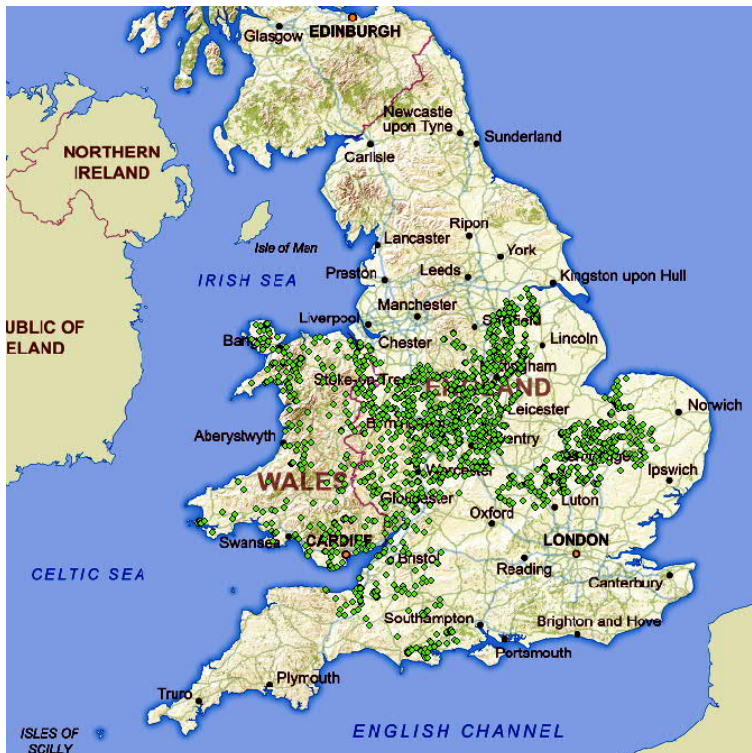 Glasgow
EDINBURGH
Newcastle
upon Tyne
Sunderland
Carlisle
NORTHERN
IRELAND
Isle of Man
Ripon
Lancaster
York
IRISH SEA
Preston
Leeds
Kingston upon Hull
Manchester
Liverpool
UBLIC OF
ELAND
Chester
Lincoln
ENGLAND
Leicester
Norwich
Aberystwyth
WALES
Worcester
Ipswich
Gloucester
Luton
Oxford
Swansea
CARDIFF
LONDON
Bristol
Reading
Canterbury
CELTIC SEA
Southampton
Brighton and Hove
Portsmouth
Plymouth
Truro
ISLES OF
SCILLY
ENGLISH CHANNEL